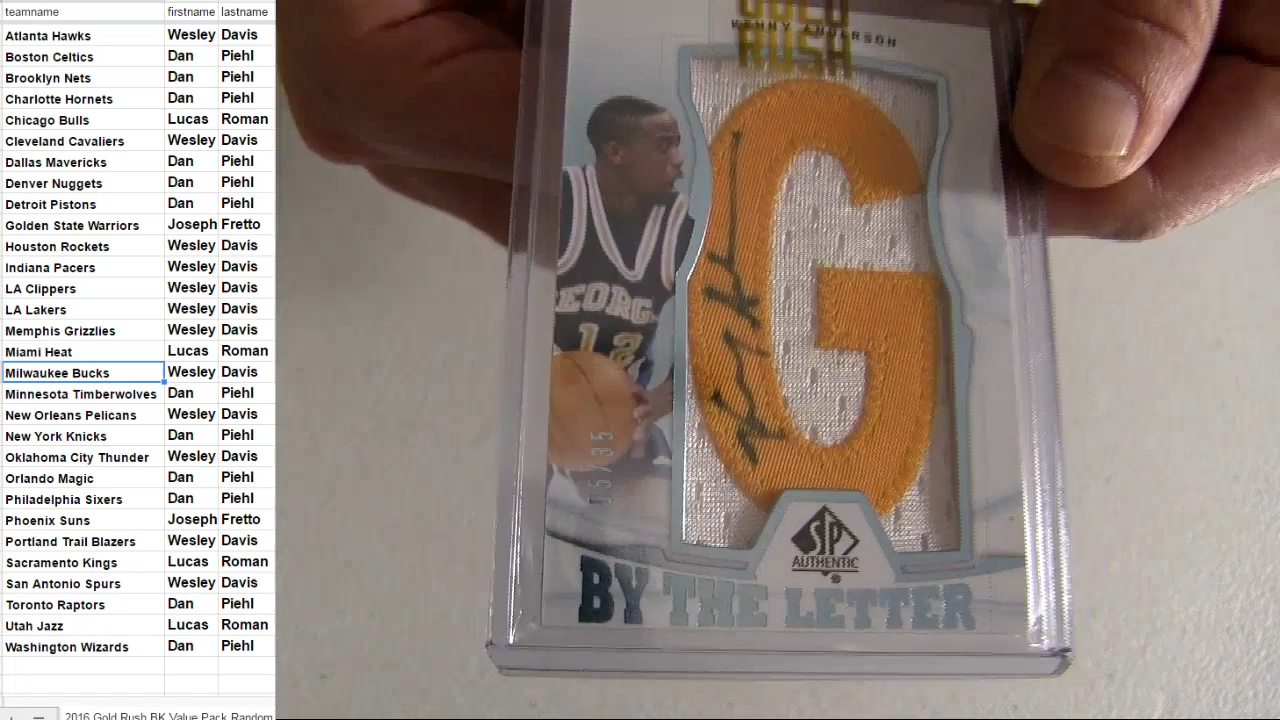 teamname firstname lastname
Atlanta Hawks Wesley Davis
Boston Celtics Dan Piehl
Brooklyn Nets Dan Piehl
Charlotte Hornets Dan Piehl
Chicago Bulls Lucas Roman
Cleveland Cavaliers Wesley Davis
Dallas Mavericks Dan Piehl
Denver Nuggets Dan Piehl
Detroit Pistons Dan Piehl
Golden State Warriors Joseph Fretto
Houston Rockets Wesley Davis
Indiana Pacers Wesley Davis
LA Clippers Wesley Davis
LA Lakers Wesley Davis
Memphis Grizzlies Wesley Davis
Miami Heat Lucas Roman
Milwaukee Bucks Wesley Davis
Minnesota Timberwolves Dan Piehl
New Orleans Pelicans Wesley Davis
New York Knicks Dan Piehl
Oklahoma City Thunder Wesley Davis
Orlando Magic Dan Piehl
Philadelphia Sixers Dan Piehl
Phoenix Suns Joseph Fretto
Portland Trail Blazers Wesley Davis
Sacramento Kings Lucas Roman
San Antonio Spurs Wesley Davis
Toronto Raptors Dan Piehl
Utah Jazz Lucas Roman
Washington Wizards Dan Piehl
2016 Gold Rush BK Value Pack Random
GOLD
KENNY ANDERSON
RUSH
G
EORG
12
SP
AUTHENTIC
BY THE LETTER